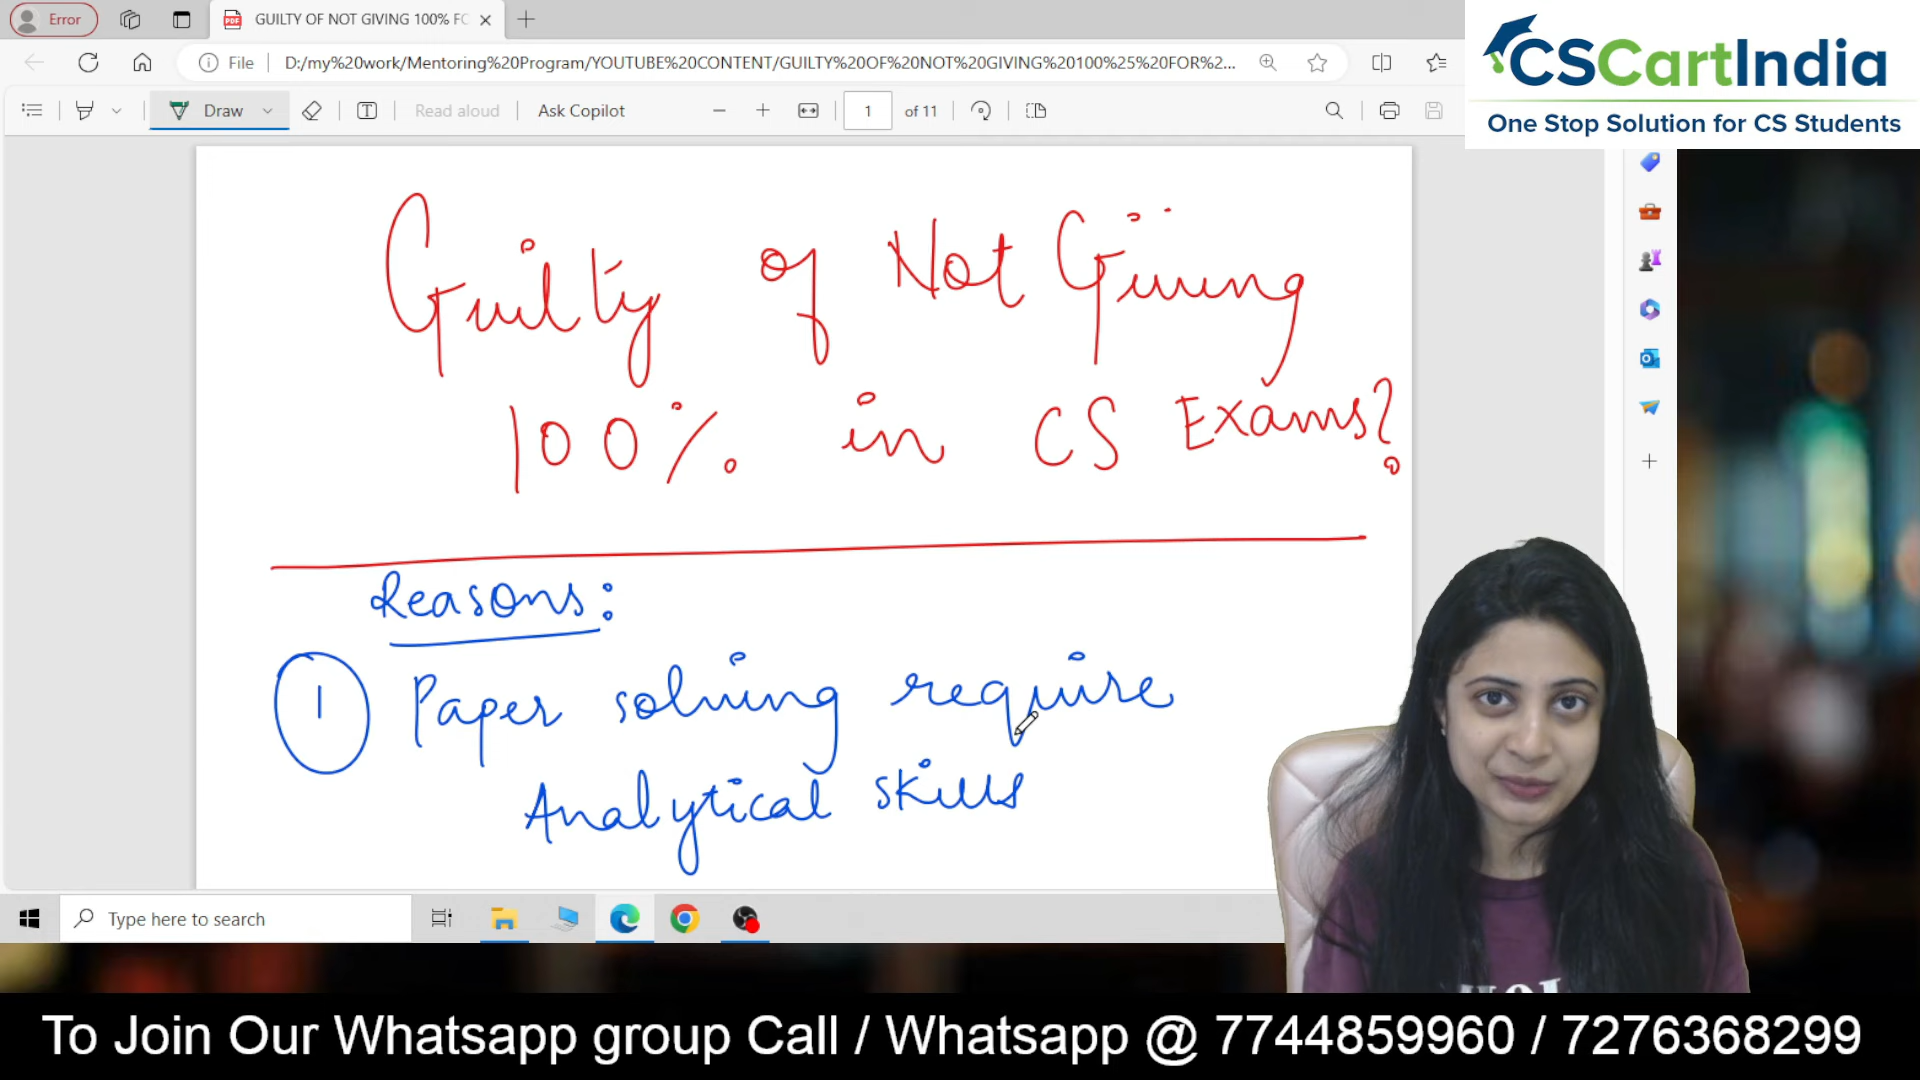 Error
GUILTY OF NOT GIVING 100% FC
File
D:/my%20work/Mentoring%20Program/YOUTUBE%20CONTENT/GUILTY%20OF%20NOT%20GIVING%20100%25%20FOR%2...
Draw
Read aloud
Ask Copilot
1 of 11
CSCartIndia
One Stop Solution for CS Students
Guilty of Not Giving
100% in CS Exams?
Reasons:
1 Paper solving require
Analytical skills
Type here to search
To Join Our Whatsapp group Call / Whatsapp @ 7744859960 / 7276368299